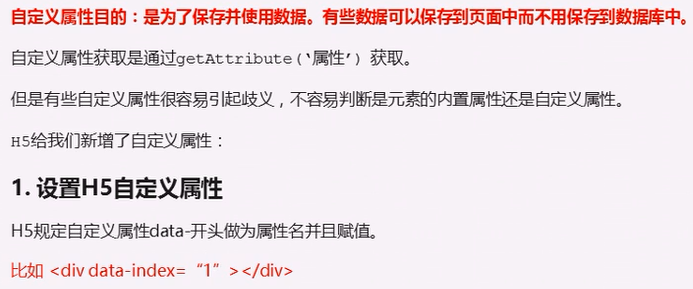 自定义属性目的：是为了保存并使用数据。有些数据可以保存到页面中而不用保存到数据库中。
自定义属性获取是通过getAttribute(‘属性’) 获取。
但是有些自定义属性很容易引起歧义，不容易判断是元素的内置属性还是自定义属性。
H5给我们新增了自定义属性：
1. 设置H5自定义属性
H5规定自定义属性data-开头做为属性名并且赋值。
比如 <div data-index=“1”></div>